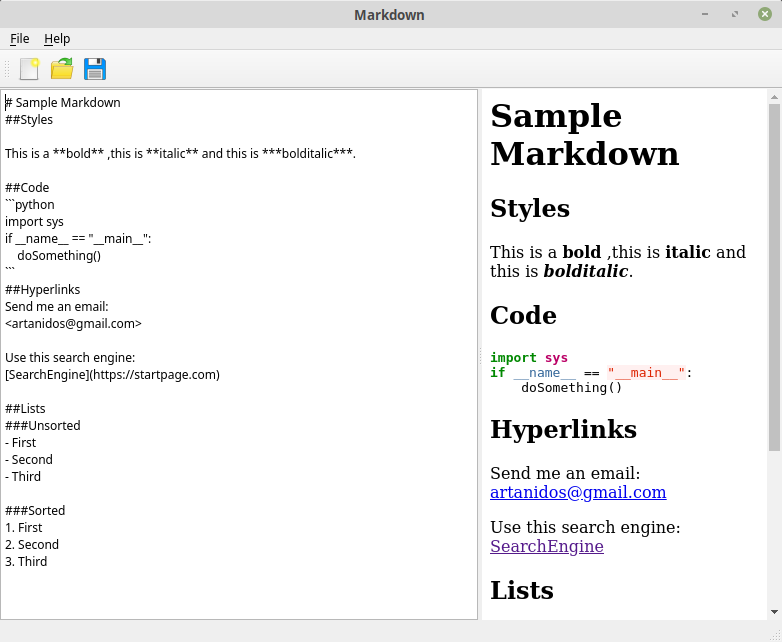 Markdown
File Help
# Sample Markdown
##Styles
This is a **bold** ,this is **italic** and this is ***bolditalic***.
##Code
```python
import sys
if __name__ == "__main__":
    doSomething()
```
##Hyperlinks
Send me an email:
<artanidos@gmail.com>
Use this search engine:
[SearchEngine](https://startpage.com)
##Lists
###Unsorted
- First
- Second
- Third
###Sorted
1. First
2. Second
3. Third
Sample
Markdown
Styles
This is a bold ,this is italic and
this is bolditalic.
Code
import sys
if __name__ == "__main__":
    doSomething()
Hyperlinks
Send me an email:
artanidos@gmail.com
Use this search engine:
SearchEngine
Lists